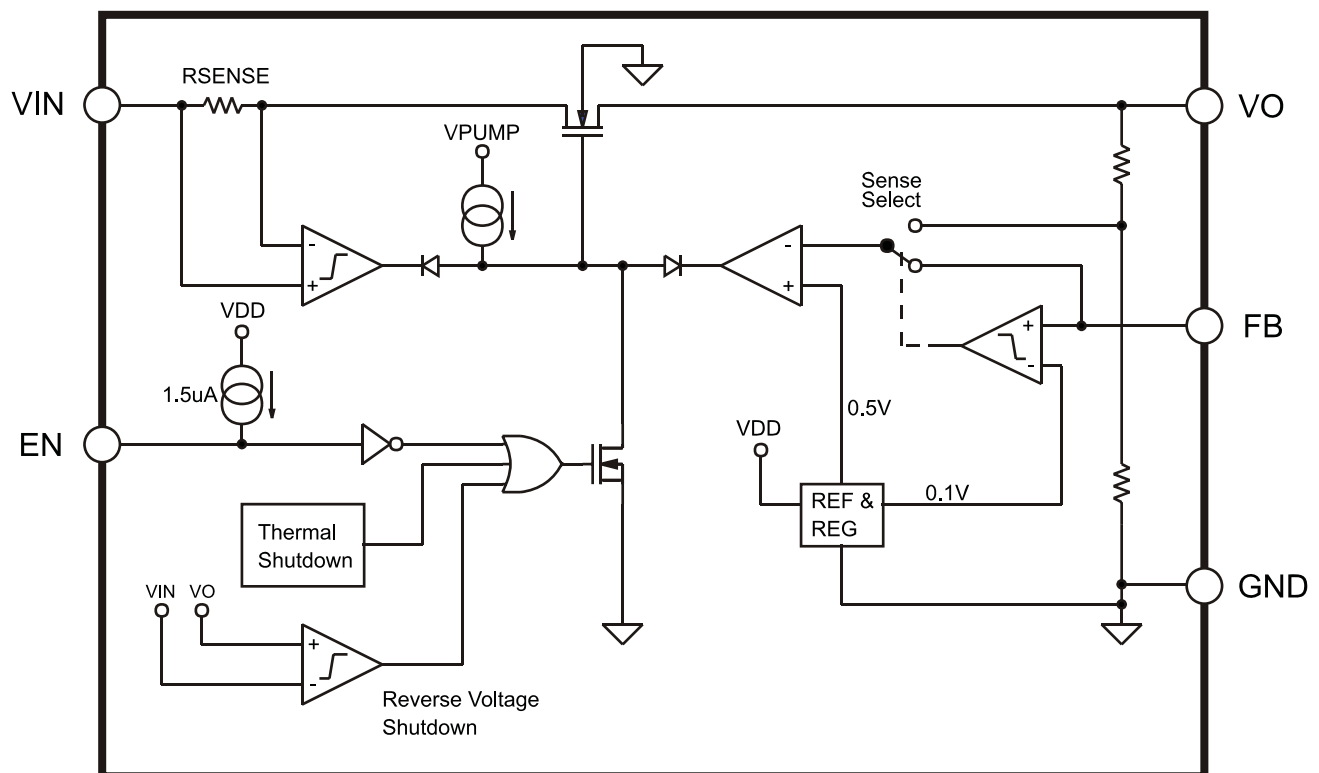 RSENSE
VIN
VO
VPUMP
Sense
Select
-
+
-
+
VDD
+
-
FB
1.5uA
0.5V
EN
VDD
0.1V
REF &
REG
Thermal
Shutdown
VIN
VO
GND
+
-
Reverse Voltage
Shutdown